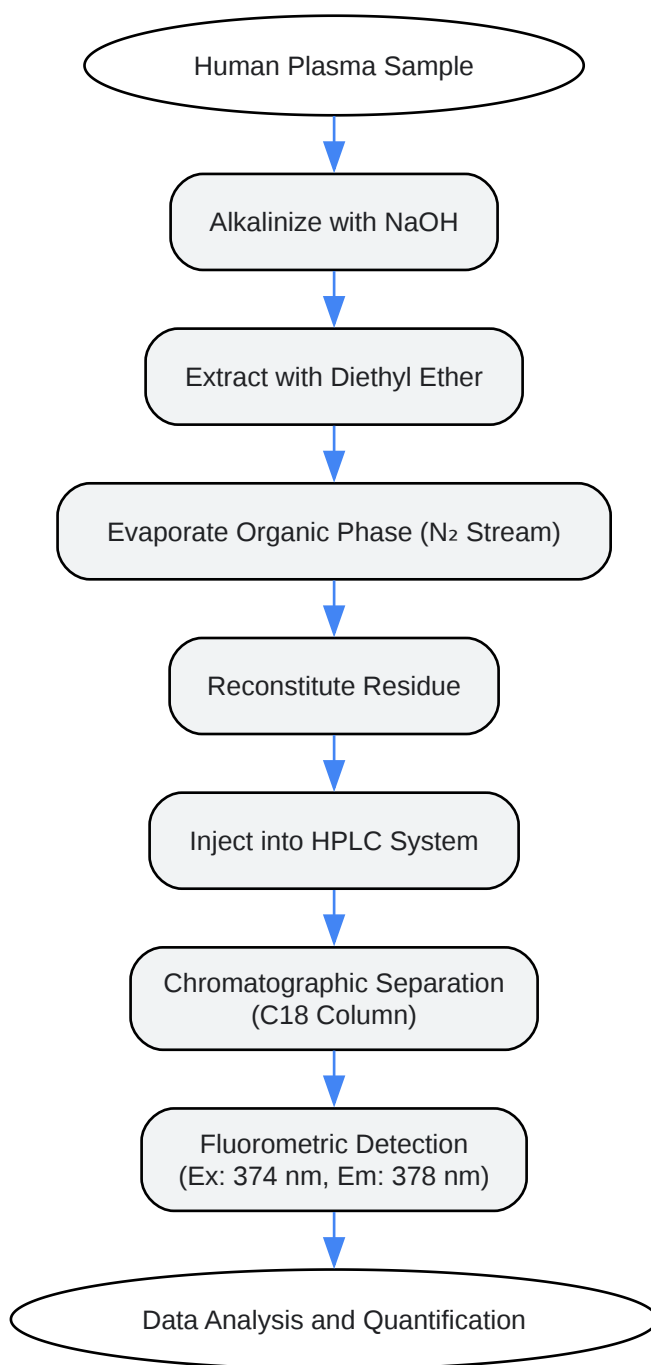 Human Plasma Sample
Alkalinize with NaOH
Extract with Diethyl Ether
Evaporate Organic Phase (N₂ Stream)
Reconstitute Residue
Inject into HPLC System
Chromatographic Separation
(C18 Column)
Fluorometric Detection
(Ex: 374 nm, Em: 378 nm)
Data Analysis and Quantification